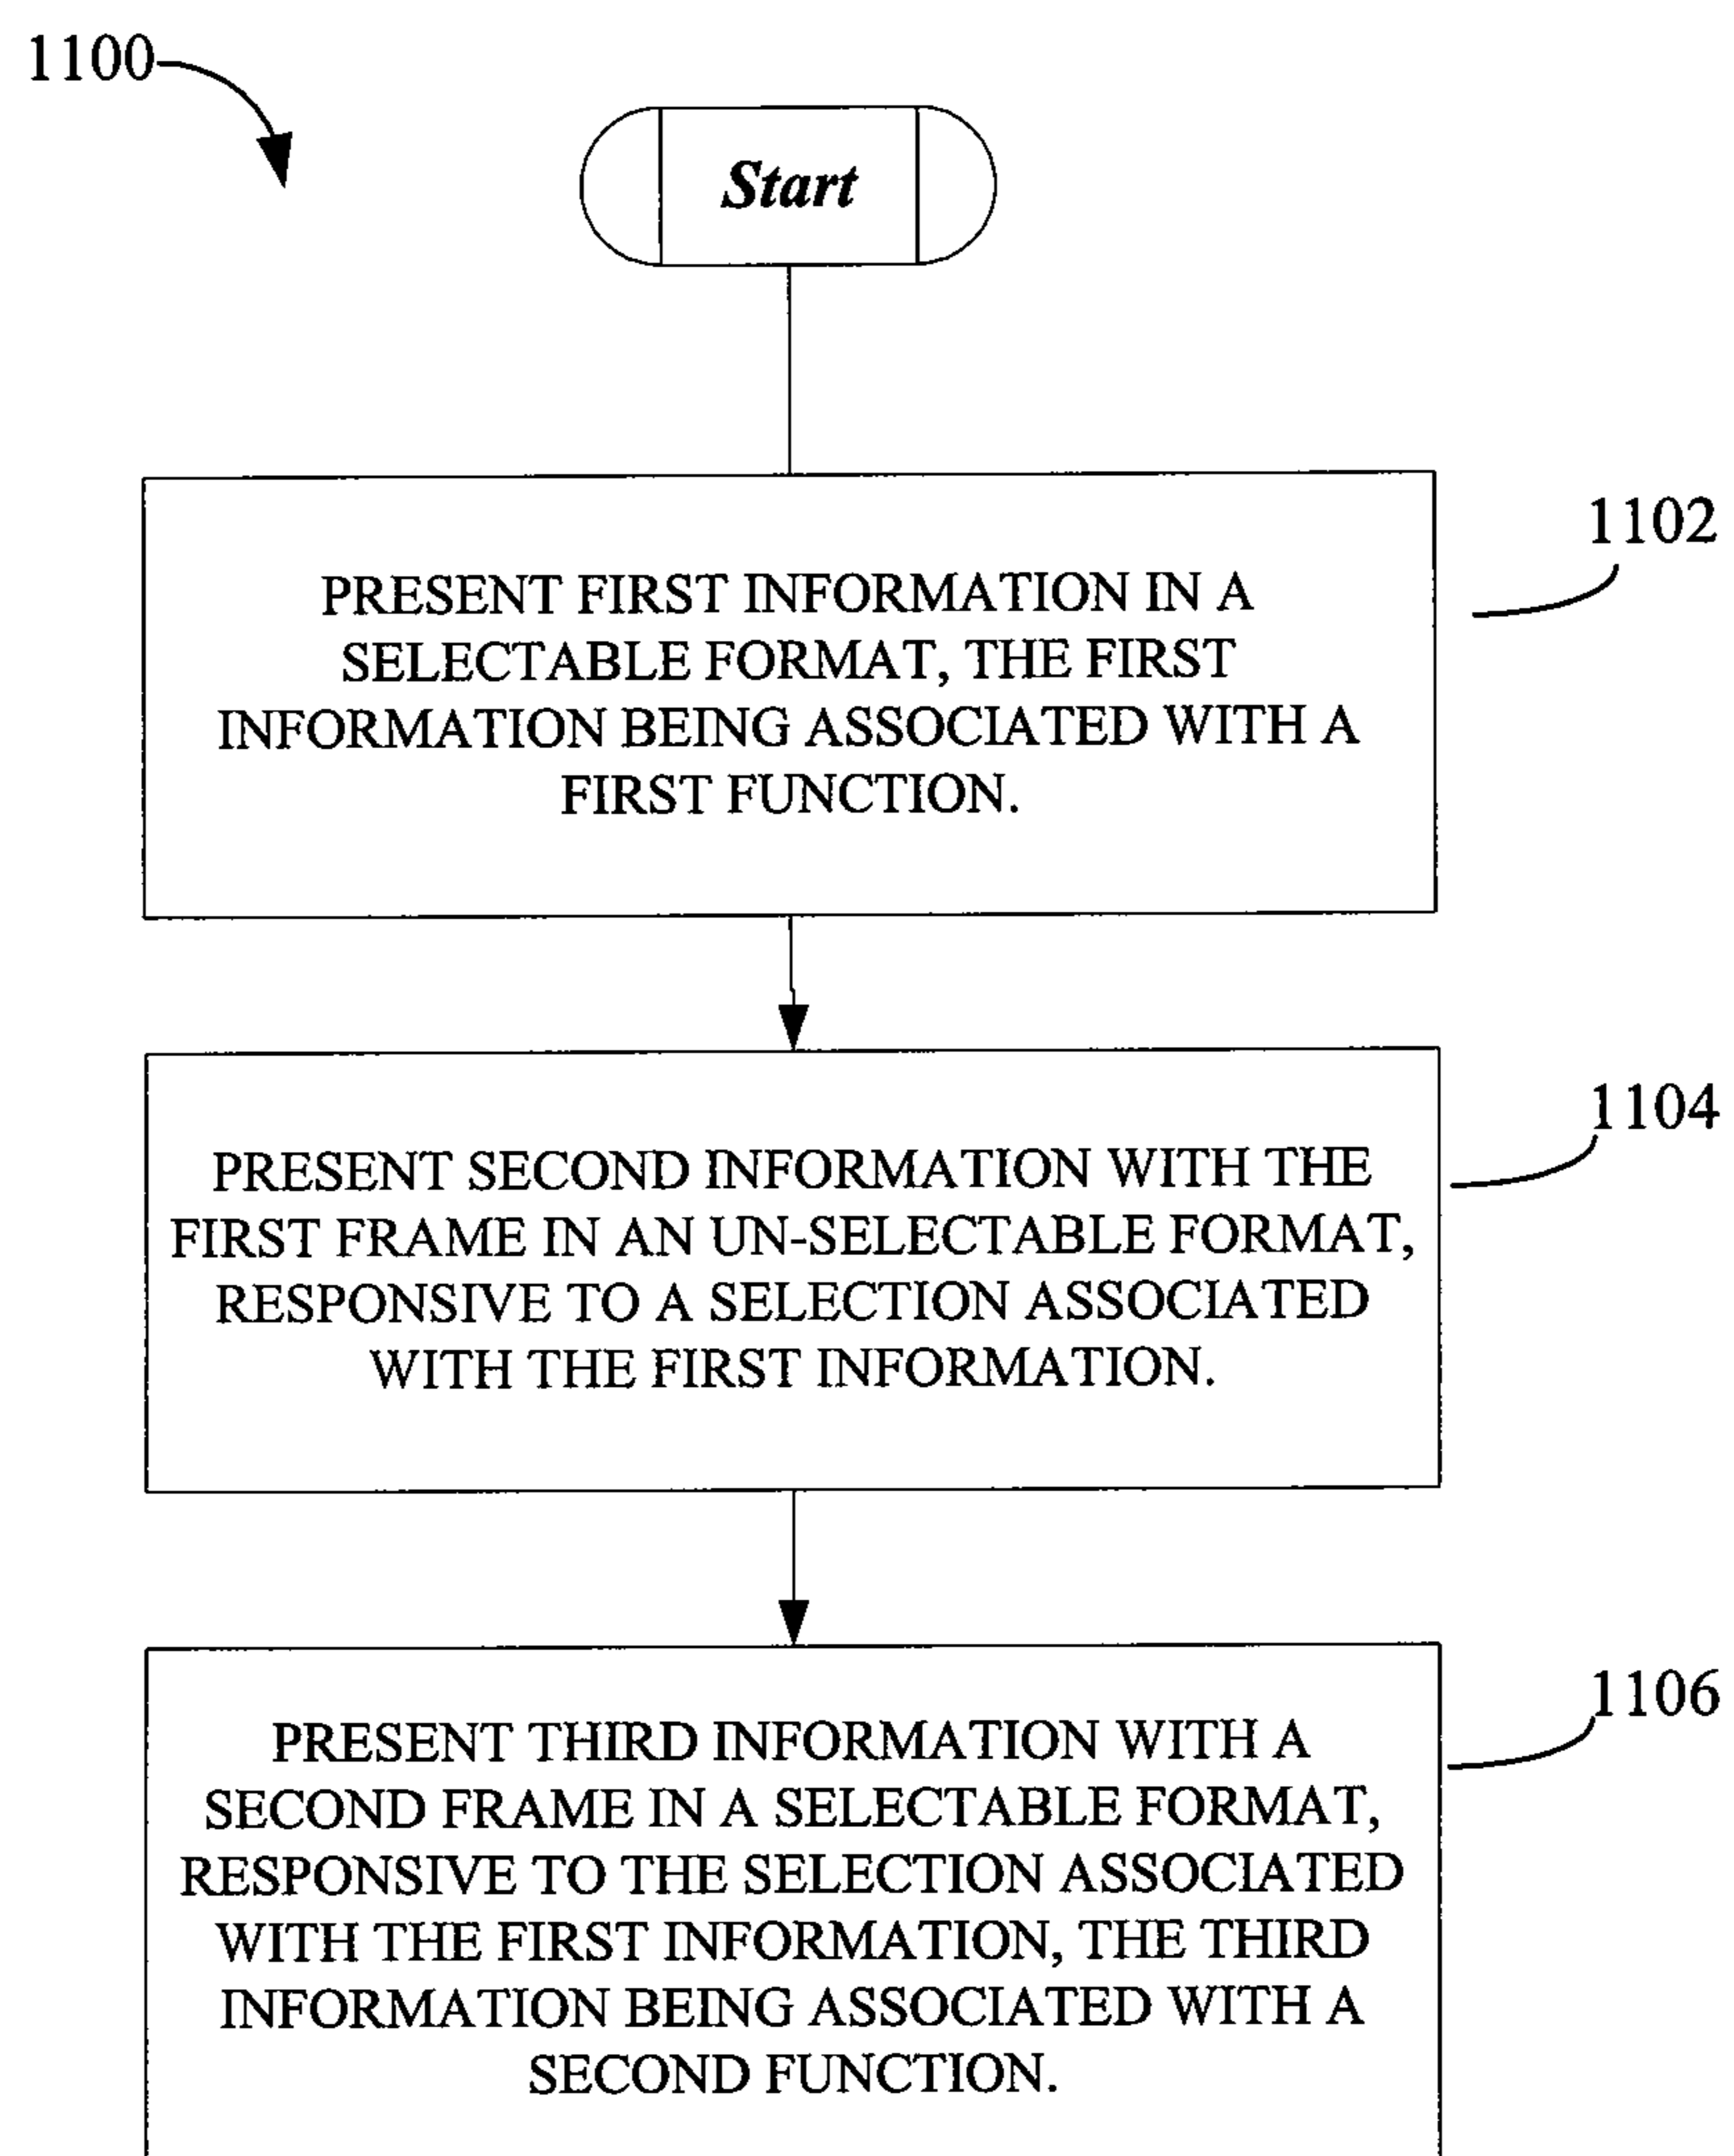 1100
Start
1102
PRESENT FIRST INFORMATION IN A
SELECTABLE FORMAT, THE FIRST
INFORMATION BEING ASSOCIATED WITH A
FIRST FUNCTION.
1104
PRESENT SECOND INFORMATION WITH THE
FIRST FRAME IN AN UN-SELECTABLE FORMAT,
RESPONSIVE TO A SELECTION ASSOCIATED
WITH THE FIRST INFORMATION.
1106
PRESENT THIRD INFORMATION WITH A
SECOND FRAME IN A SELECTABLE FORMAT,
RESPONSIVE TO THE SELECTION ASSOCIATED
WITH THE FIRST INFORMATION, THE THIRD
INFORMATION BEING ASSOCIATED WITH A
SECOND FUNCTION.